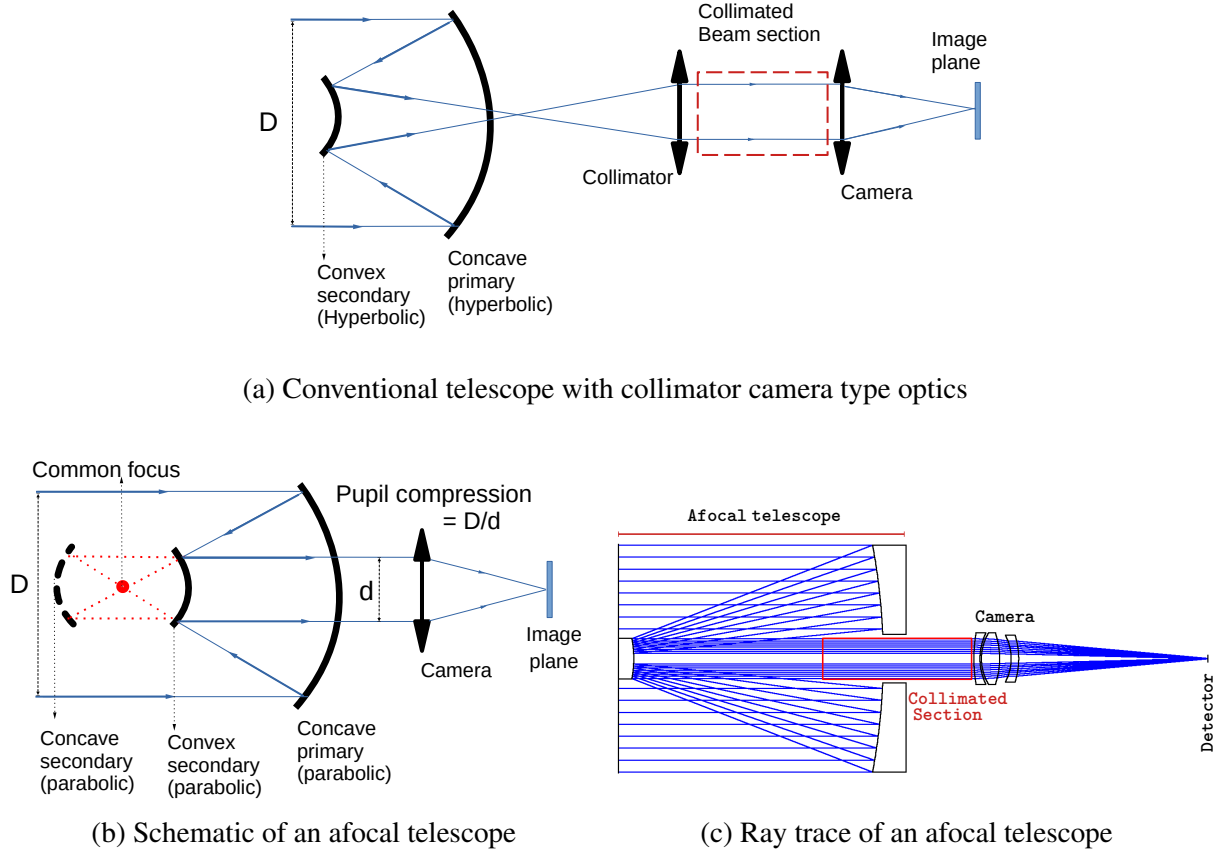 Collimated
Beam section
Image
plane
D
Collimator
Camera
Convex
secondary
(Hyperbolic)
Concave
primary
(hyperbolic)
(a) Conventional telescope with collimator camera type optics
Common focus
Pupil compression
= D/d
D
d
Camera
Image
plane
Concave
secondary
(parabolic)
Convex
secondary
(parabolic)
Concave
primary
(parabolic)
(b) Schematic of an afocal telescope
Afocal telescope
Camera
Collimated
Section
Detector
(c) Ray trace of an afocal telescope